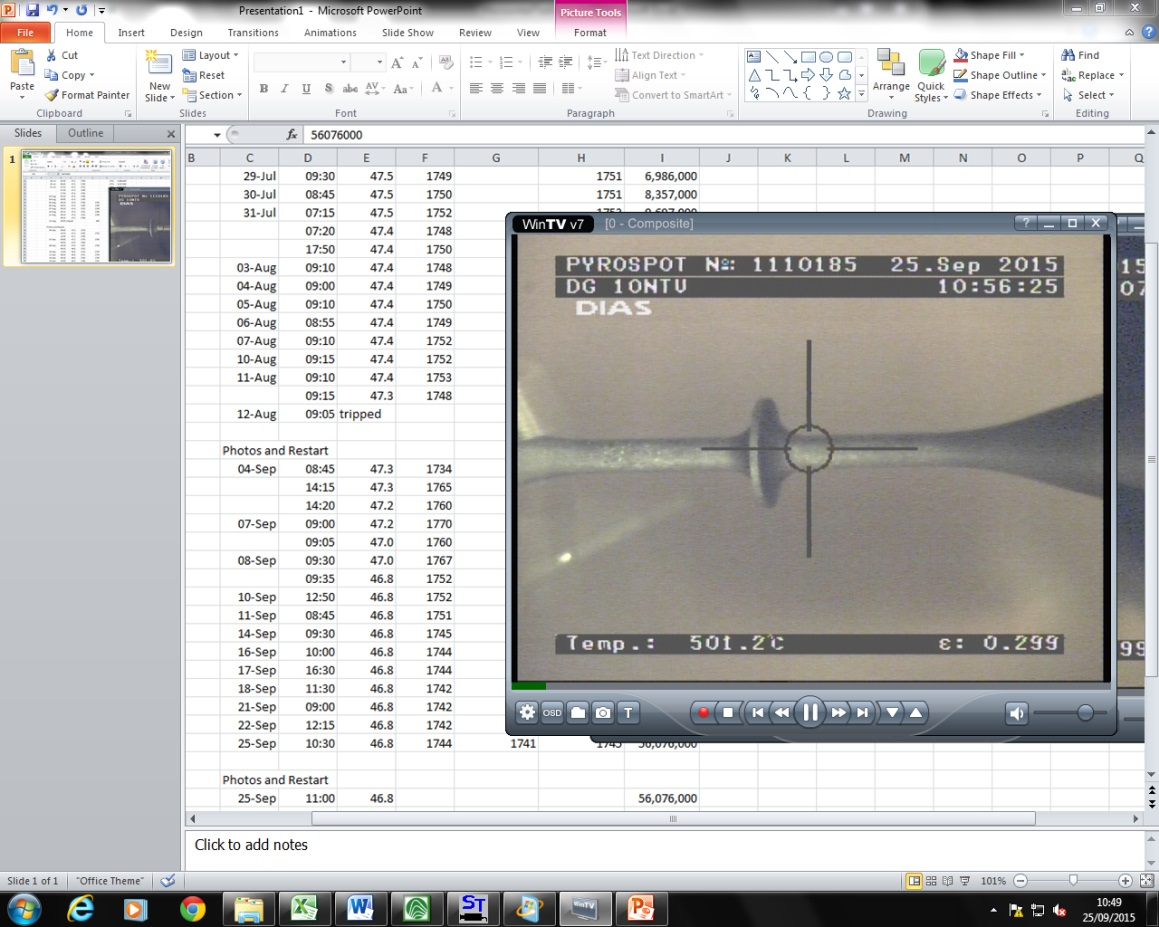 Presentation1 - Microsoft PowerPoint
Picture Tools
File Home Insert Design Transitions Animations Slide Show Review View Format
Paste
Cut
Copy
Format Painter
Clipboard
New Slide
Layout
Reset
Section
Slides
B I U S abc AV Aa A
Font
Text Direction
Align Text
Convert to SmartArt
Paragraph
Arrange
Quick Styles
Shape Fill
Shape Outline
Shape Effects
Drawing
Find
Replace
Select
Editing
Slides Outline
1
fx 56076000
B C D E F G H I J K L M N O P Q
29-Jul 09:30 47.5 1749 1751 6,986,000
30-Jul 08:45 47.5 1750 1751 8,357,000
31-Jul 07:15 47.5 1752
07:20 47.4 1748
17:50 47.4 1750
03-Aug 09:10 47.4 1748
04-Aug 09:00 47.4 1749
05-Aug 09:10 47.4 1750
06-Aug 08:55 47.4 1749
07-Aug 09:10 47.4 1752
10-Aug 09:15 47.4 1752
11-Aug 09:10 47.4 1753
09:15 47.3 1748
12-Aug 09:05 tripped
Photos and Restart
04-Sep 08:45 47.3 1734
14:15 47.3 1765
14:20 47.2 1760
07-Sep 09:00 47.2 1770
09:05 47.0 1760
08-Sep 09:30 47.0 1767
09:35 46.8 1752
10-Sep 12:50 46.8 1752
11-Sep 08:45 46.8 1751
14-Sep 09:30 46.8 1745
16-Sep 10:00 46.8 1744
17-Sep 16:30 46.8 1744
18-Sep 11:30 46.8 1742
21-Sep 09:00 46.8 1742
22-Sep 12:15 46.8 1742
25-Sep 10:30 46.8 1744 1741 1745 56,076,000
Photos and Restart
25-Sep 11:00 46.8 56,076,000
WinTV v7 [0 - Composite]
PYROSPOT Nº: 1110185 25.Sep 2015
DG 10NTV 10:56:25
DIAS
Temp.: 501.2°C ε: 0.299
15
07
99
OSD T
Click to add notes
Slide 1 of 1 "Office Theme" 101%
ST
WinTV
10:49
25/09/2015